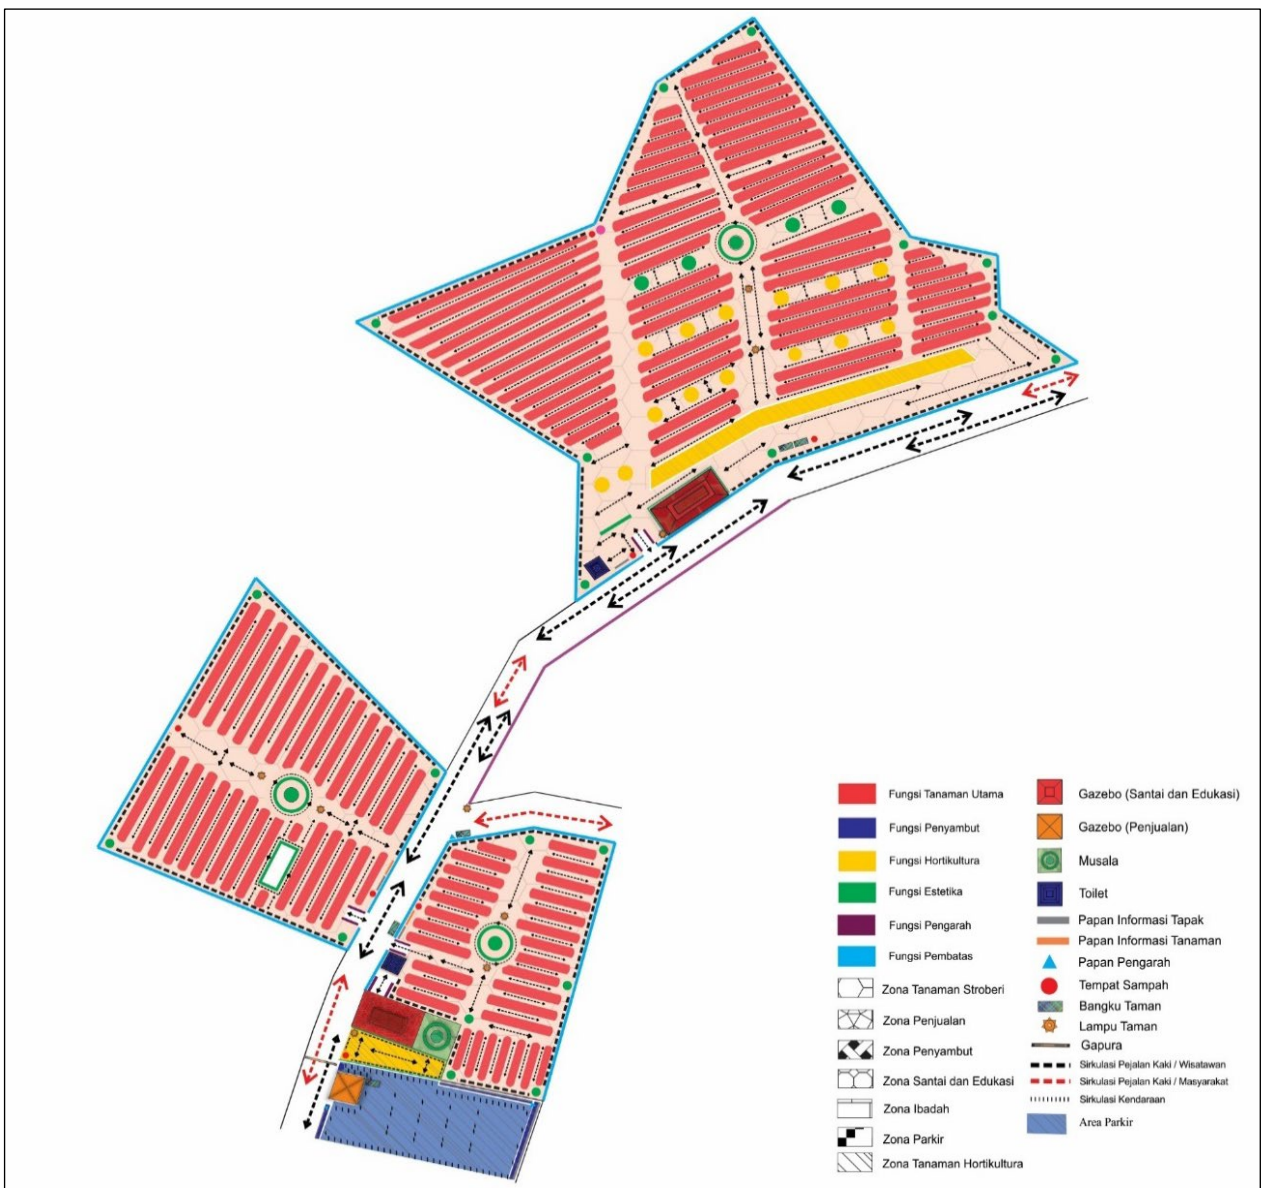 Fungsi Tanaman Utama
Fungsi Penyambut
Fungsi Hortikultura
Fungsi Estetika
Fungsi Pengarah
Fungsi Pembatas
Zona Tanaman Stroberi
Zona Penjualan
Zona Penyambut
Zona Santai dan Edukasi
Zona Ibadah
Zona Parkir
Zona Tanaman Hortikultura
Gazebo (Santai dan Edukasi)
Gazebo (Penjualan)
Musala
Toilet
Papan Informasi Tapak
Papan Informasi Tanaman
Papan Pengarah
Tempat Sampah
Bangku Taman
Lampu Taman
Gapura
Sirkulasi Pejalan Kaki / Wisatawan
Sirkulasi Pejalan Kaki / Masyarakat
Sirkulasi Kendaraan
Area Parkir